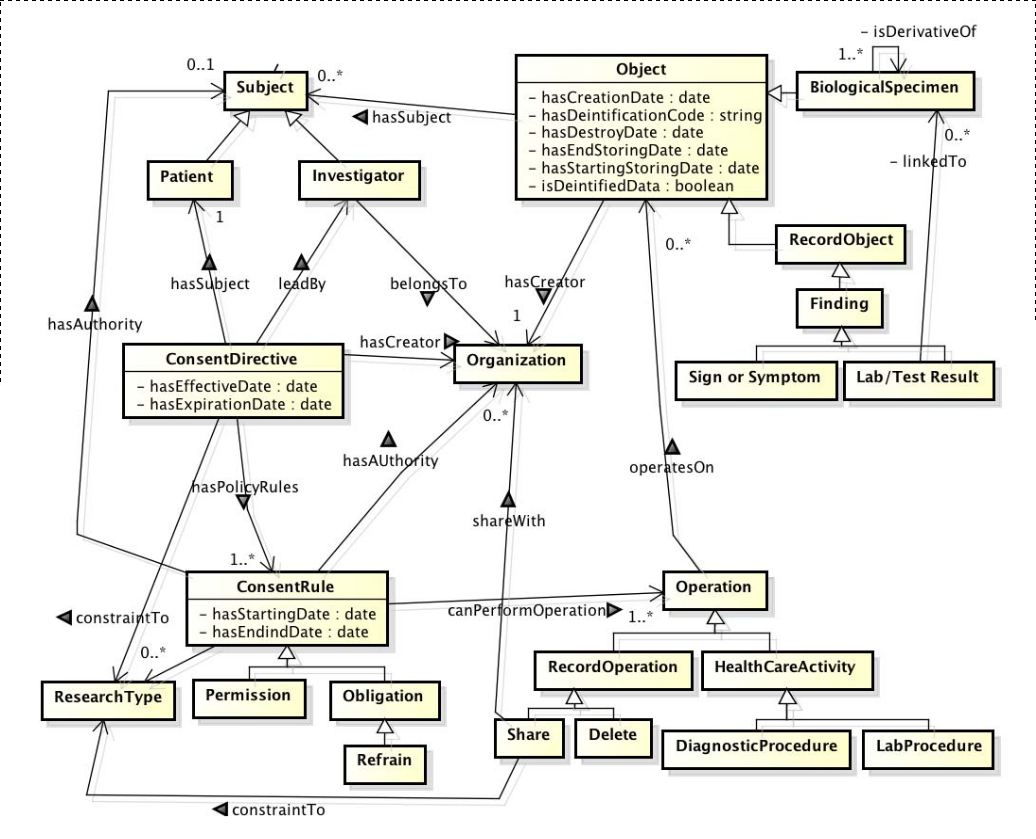 - isDerivativeOf
1..*
0..1
Subject
0..*
Object
BiologicalSpecimen
- hasCreationDate : date
- hasDeintificationCode : string
- hasDestroyDate : date
- hasEndStoringDate : date
- hasStartingStoringDate : date
- isDeintifiedData : boolean
hasSubject
0..*
- linkedTo
Patient
Investigator
1
0..*
RecordObject
hasSubject
leadBy
belongsTo
hasCreator
Finding
hasAuthority
1
hasCreator
ConsentDirective
- hasEffectiveDate : date
- hasExpirationDate : date
Organization
Sign or Symptom
Lab/Test Result
0..*
hasAUthority
operatesOn
hasPolicyRules
shareWith
1..*
ConsentRule
- hasStartingDate : date
- hasEndindDate : date
Operation
canPerformOperation
1..*
constraintTo
0..*
RecordOperation
HealthCareActivity
ResearchType
Permission
Obligation
Share
Delete
DiagnosticProcedure
LabProcedure
Refrain
constraintTo